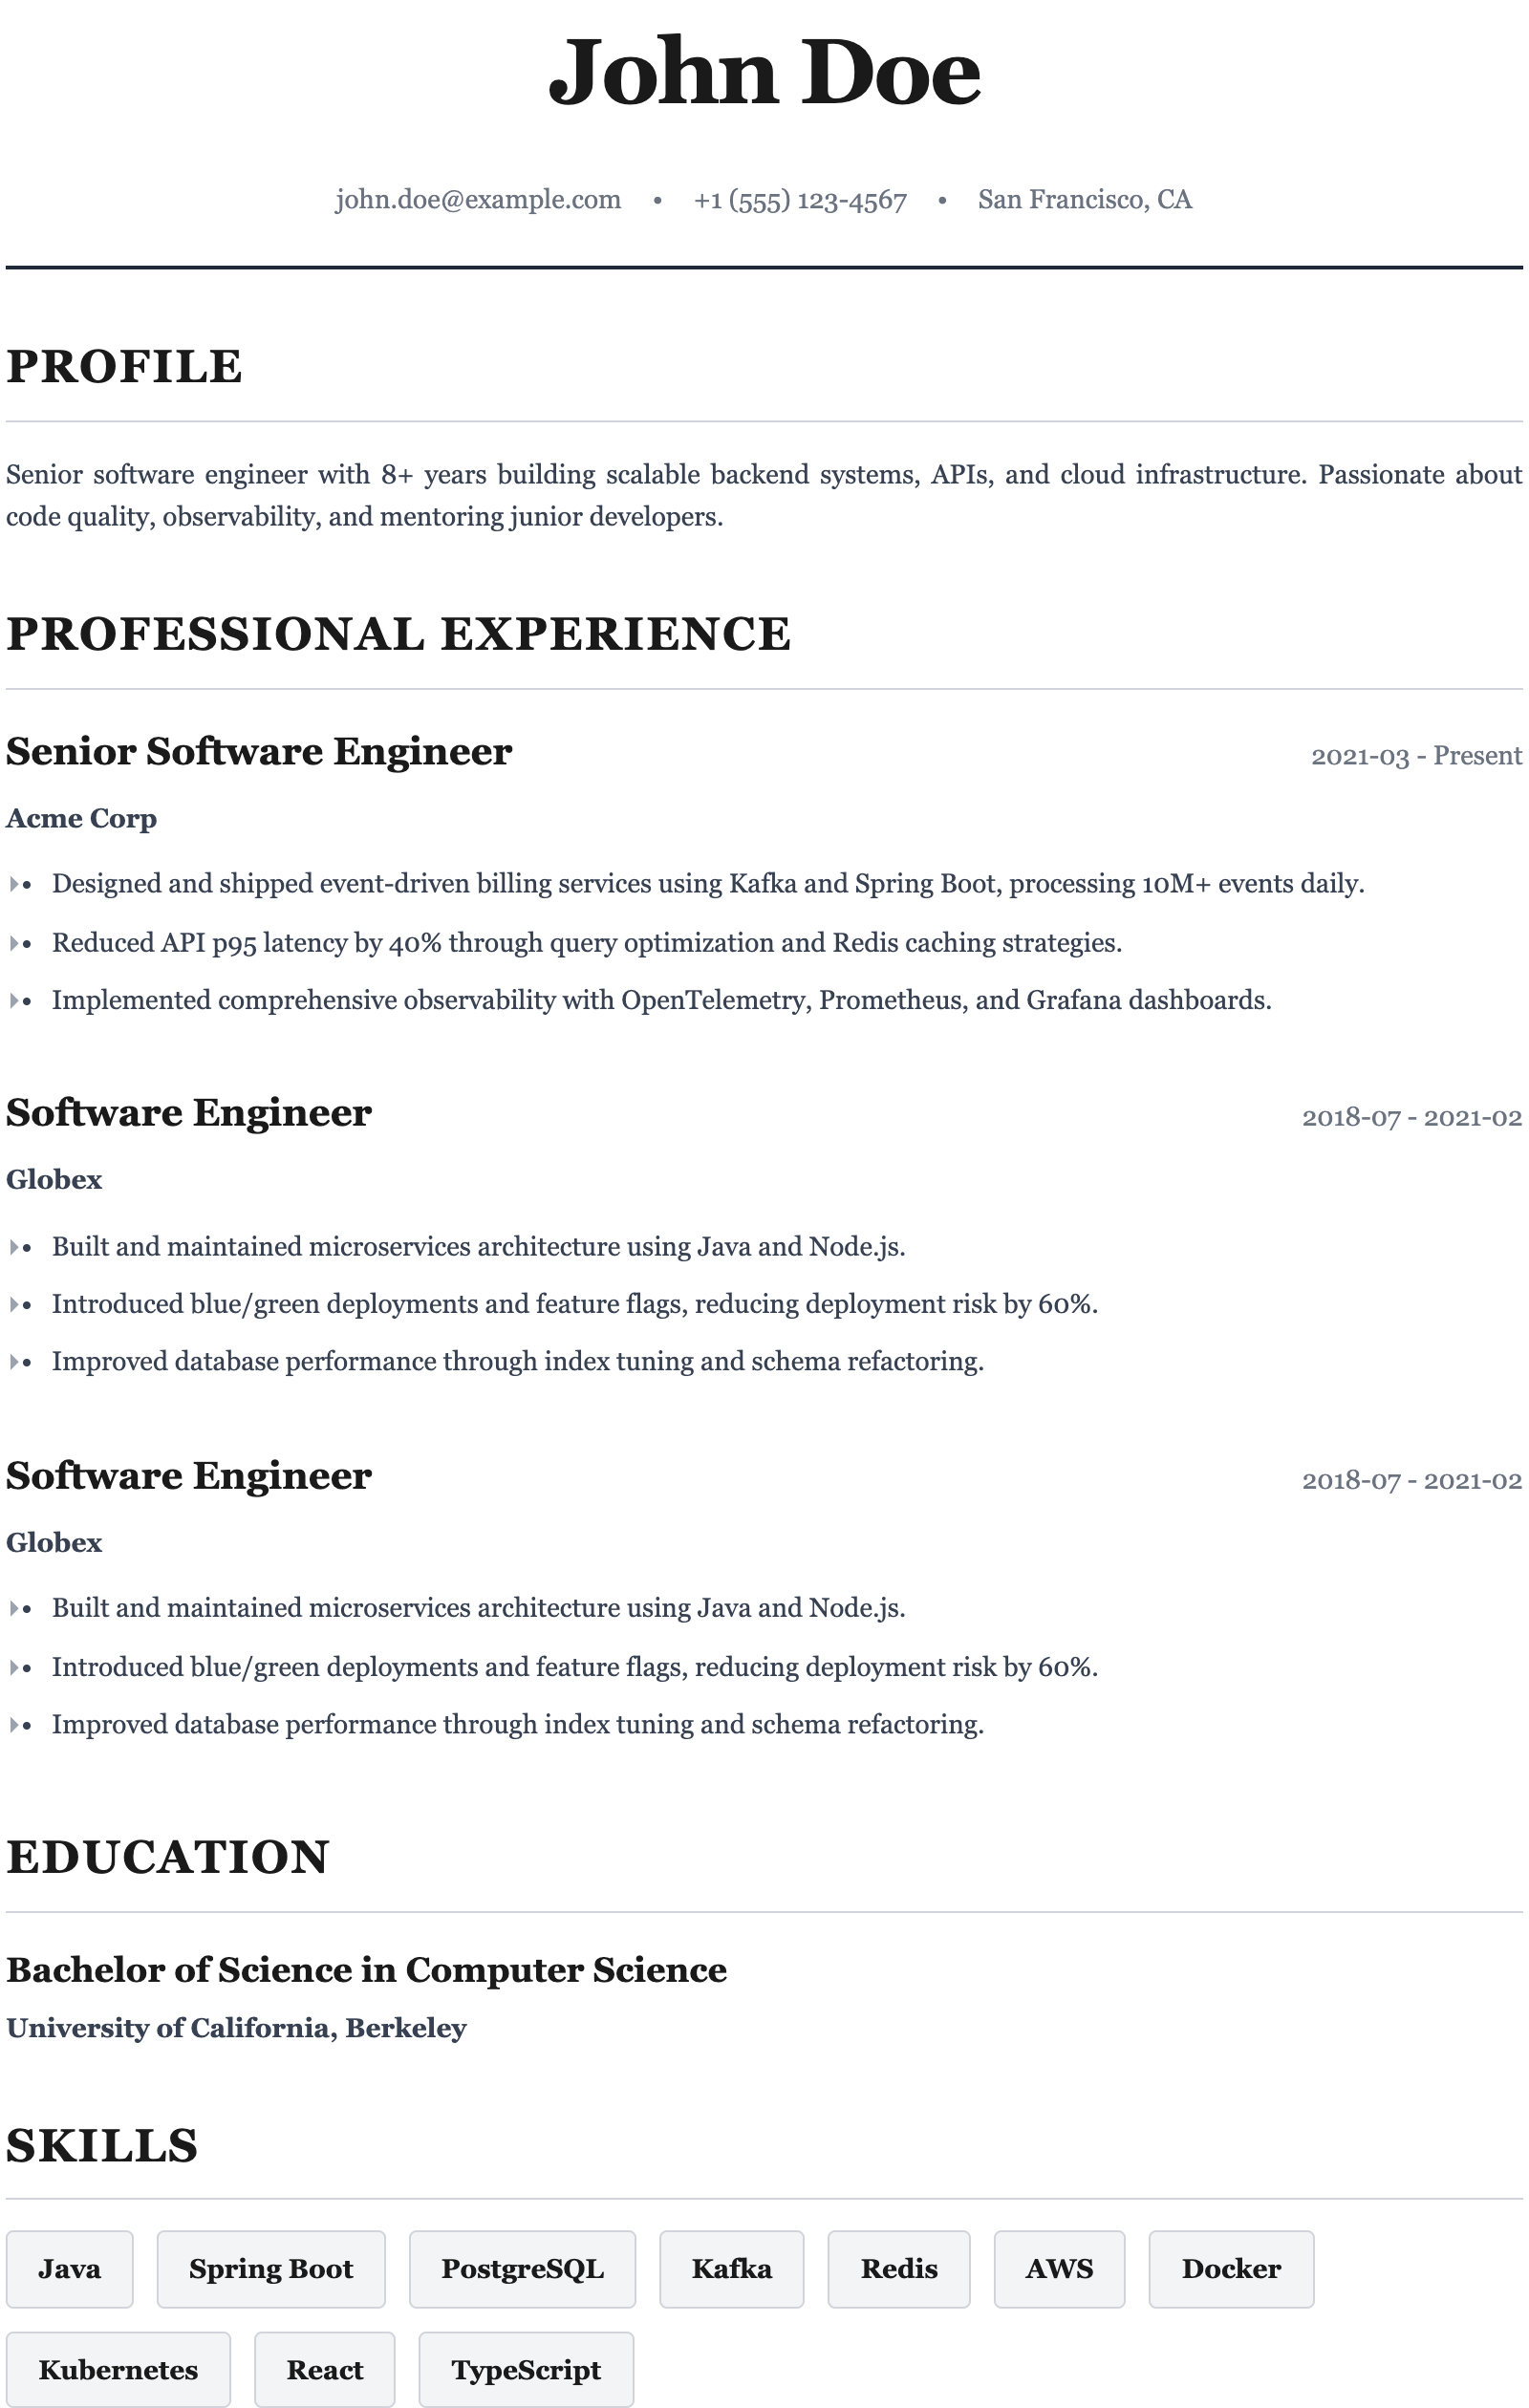 John Doe
john.doe@example.com • +1 (555) 123-4567 • San Francisco, CA
PROFILE
Senior software engineer with 8+ years building scalable backend systems, APIs, and cloud infrastructure. Passionate about
code quality, observability, and mentoring junior developers.
PROFESSIONAL EXPERIENCE
Senior Software Engineer 2021-03 - Present
Acme Corp
• Designed and shipped event-driven billing services using Kafka and Spring Boot, processing 10M+ events daily.
• Reduced API p95 latency by 40% through query optimization and Redis caching strategies.
• Implemented comprehensive observability with OpenTelemetry, Prometheus, and Grafana dashboards.
Software Engineer 2018-07 - 2021-02
Globex
• Built and maintained microservices architecture using Java and Node.js.
• Introduced blue/green deployments and feature flags, reducing deployment risk by 60%.
• Improved database performance through index tuning and schema refactoring.
Software Engineer 2018-07 - 2021-02
Globex
• Built and maintained microservices architecture using Java and Node.js.
• Introduced blue/green deployments and feature flags, reducing deployment risk by 60%.
• Improved database performance through index tuning and schema refactoring.
EDUCATION
Bachelor of Science in Computer Science
University of California, Berkeley
SKILLS
Java Spring Boot PostgreSQL Kafka Redis AWS Docker
Kubernetes React TypeScript